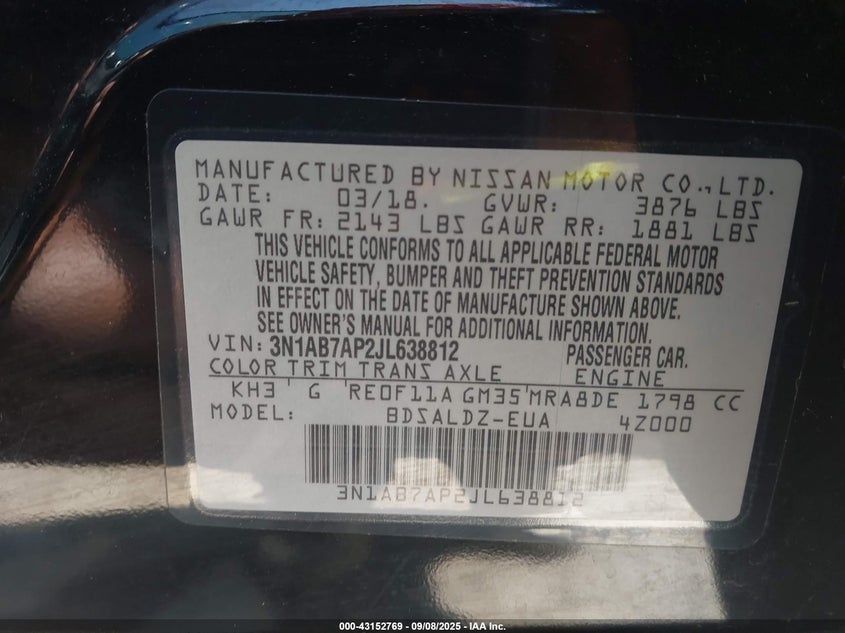 MANUFACTURED BY NISSAN MOTOR CO., LTD.
DATE: 03/18. GVWR: 3876 LBS
GAWR FR: 2143 LBS GAWR RR: 1881 LBS
THIS VEHICLE CONFORMS TO ALL APPLICABLE FEDERAL MOTOR
VEHICLE SAFETY, BUMPER AND THEFT PREVENTION STANDARDS
IN EFFECT ON THE DATE OF MANUFACTURE SHOWN ABOVE.
SEE OWNER'S MANUAL FOR ADDITIONAL INFORMATION.
VIN: 3N1AB7AP2JL638812 PASSENGER CAR.
COLOR TRIM TRANS AXLE ENGINE
KH3 G RE0F11A GM35 MRA8DE 1798 CC
MODEL: BDSALDZ-EUA 4Z000
3N1AB7AP2JL638812
000-43152769 - 09/08/2025 - IAA Inc.